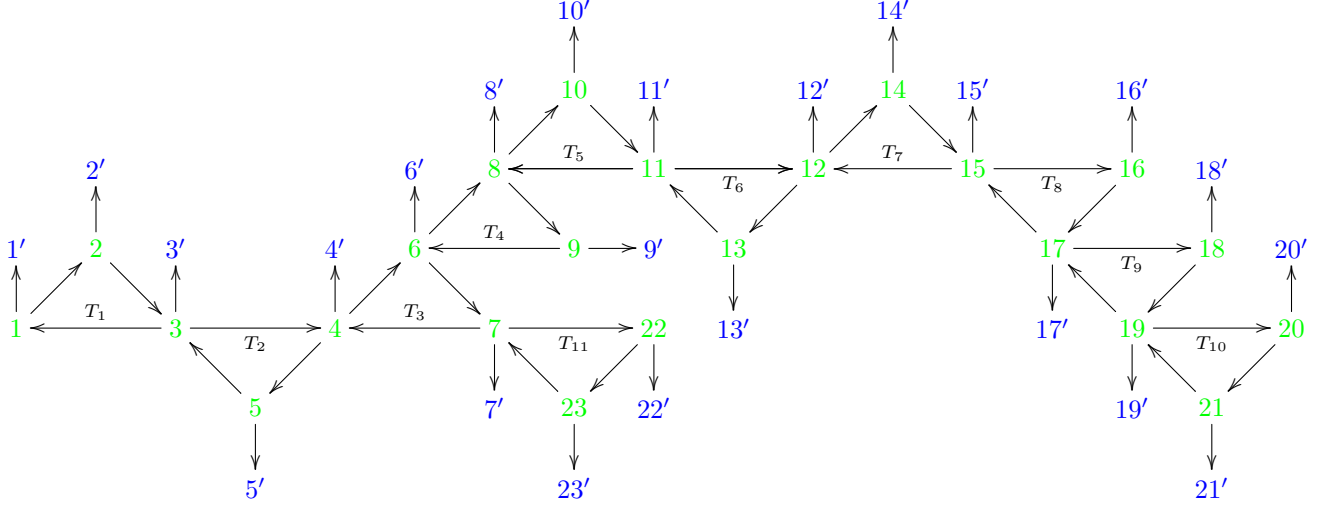 10′ 14′
8′ 10 11′ 12′ 14 15′ 16′
2′ 6′ 8 T₅ 11 T₆ 12 T₇ 15 T₈ 16 18′
1′ 2 3′ 4′ 6 T₄ 9 9′ 13 17 T₉ 18 20′
1 T₁ 3 T₂ 4 T₃ 7 T₁₁ 22 13′ 17′ 19 T₁₀ 20
5 7′ 23 22′ 19′ 21
5′ 23′ 21′